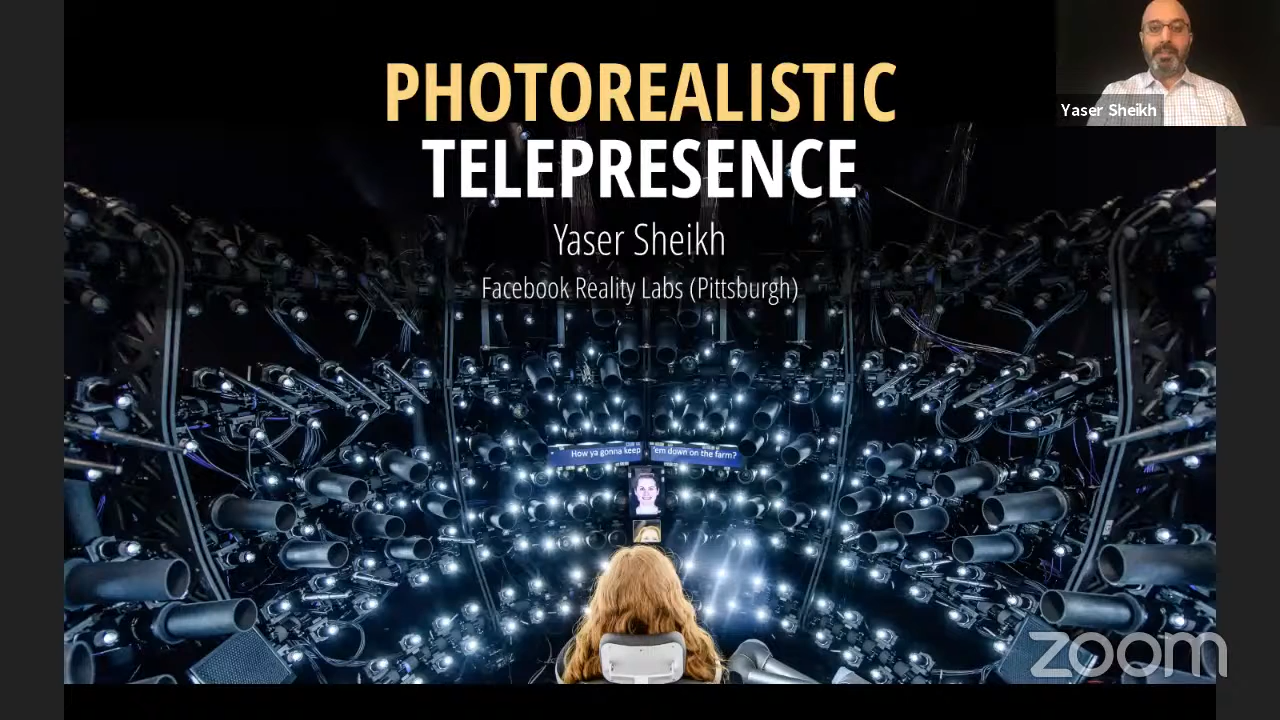 PHOTOREALISTIC
TELEPRESENCE
Yaser Sheikh
Facebook Reality Labs (Pittsburgh)
Yaser Sheikh
How ya gonna keep 'em down on the farm?
zoom